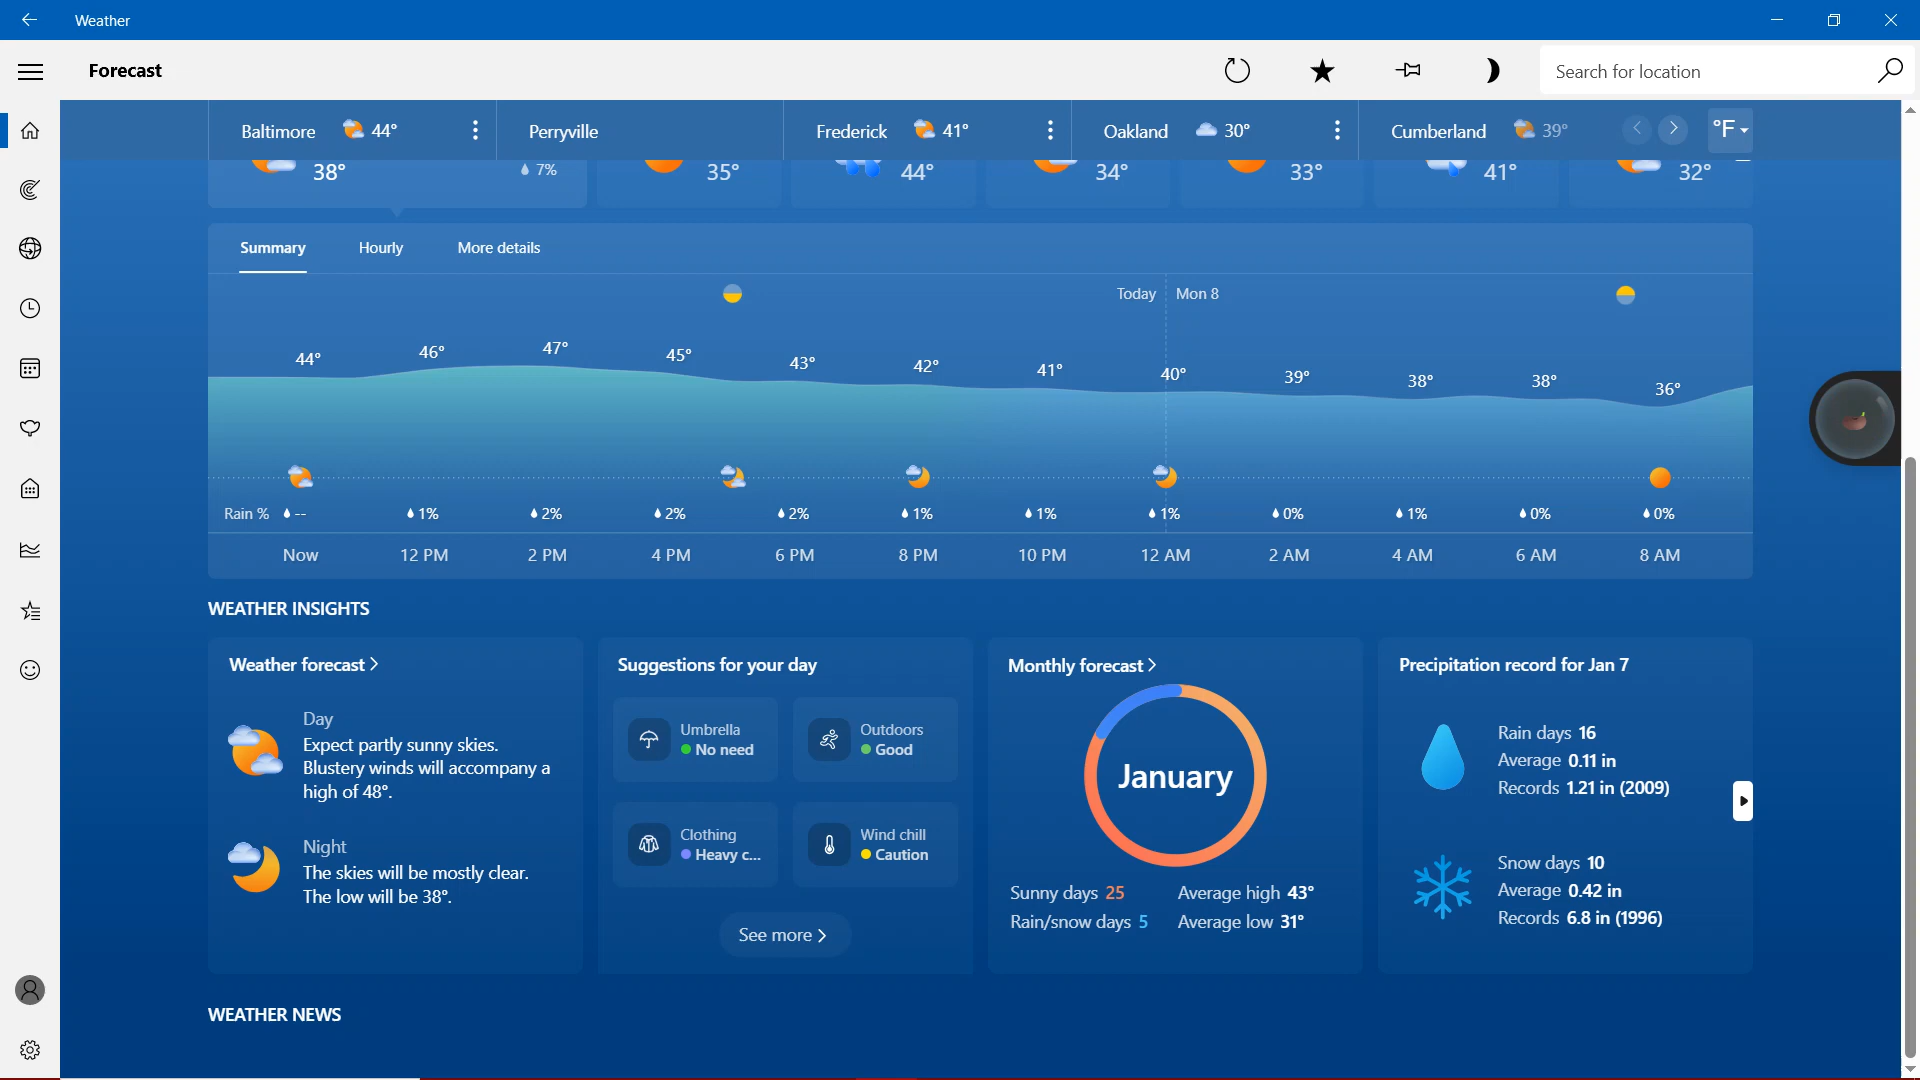 Weather
Forecast
Search for location
Baltimore 44° Perryville Frederick 41° Oakland 30° Cumberland 39° °F
38° 7% 35° 44° 34° 33° 41° 32°
Summary Hourly More details
Today Mon 8
44° 46° 47° 45° 43° 42° 41° 40° 39° 38° 38° 36°
Rain % -- 1% 2% 2% 2% 1% 1% 1% 0% 1% 0% 0%
Now 12 PM 2 PM 4 PM 6 PM 8 PM 10 PM 12 AM 2 AM 4 AM 6 AM 8 AM
WEATHER INSIGHTS
Weather forecast
Day
Expect partly sunny skies.
Blustery winds will accompany a
high of 48°.
Night
The skies will be mostly clear.
The low will be 38°.
Suggestions for your day
Umbrella
No need
Outdoors
Good
Clothing
Heavy c...
Wind chill
Caution
See more
Monthly forecast
January
Sunny days 25 Average high 43°
Rain/snow days 5 Average low 31°
Precipitation record for Jan 7
Rain days 16
Average 0.11 in
Records 1.21 in (2009)
Snow days 10
Average 0.42 in
Records 6.8 in (1996)
WEATHER NEWS